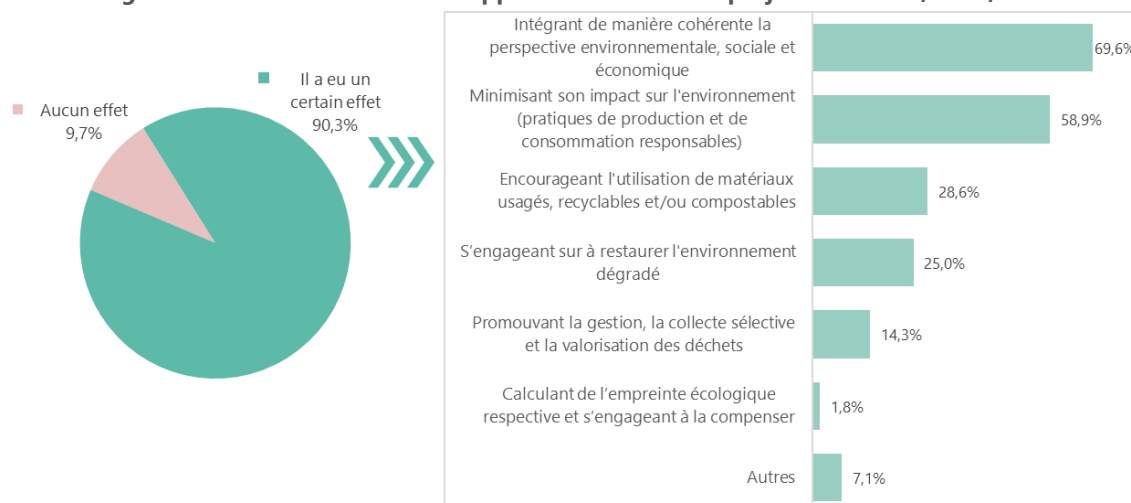 Il a eu un
certain effet
90,3%
Aucun effet
9,7%
Intégrant de manière cohérente la
perspective environnementale, sociale et
économique
69,6%
Minimisant son impact sur l'environnement
(pratiques de production et de
consommation responsables)
58,9%
Encourageant l'utilisation de matériaux
usagés, recyclables et/ou compostables
28,6%
S'engageant sur à restaurer l'environnement
dégradé
25,0%
Promouvant la gestion, la collecte sélective
et la valorisation des déchets
14,3%
Calculant de l'empreinte écologique
respective et s'engageant à la compenser
1,8%
Autres
7,1%